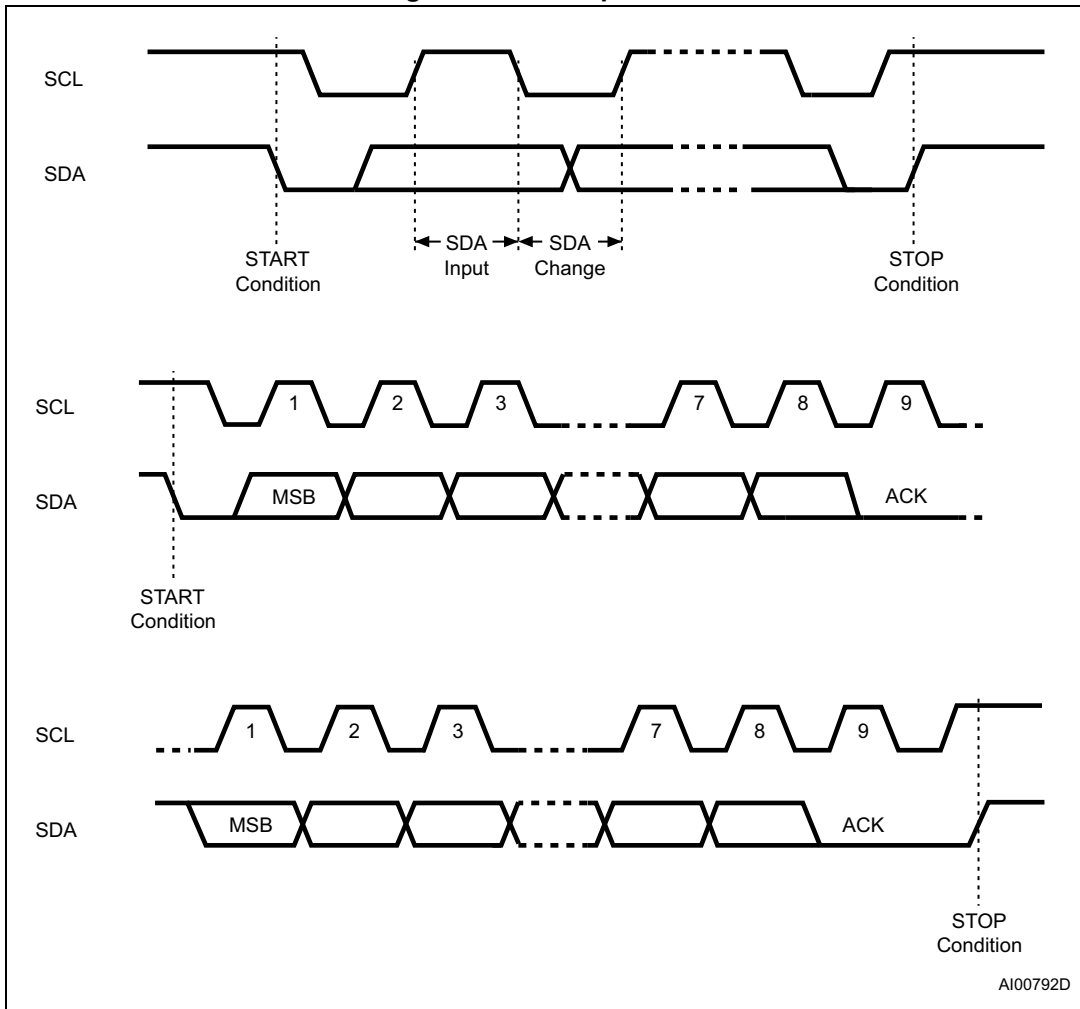 SCL
SDA
START
Condition
SDA
Input
SDA
Change
STOP
Condition
SCL
1 2 3 7 8 9
SDA
MSB ACK
START
Condition
SCL
1 2 3 7 8 9
SDA
MSB ACK
STOP
Condition
AI00792D